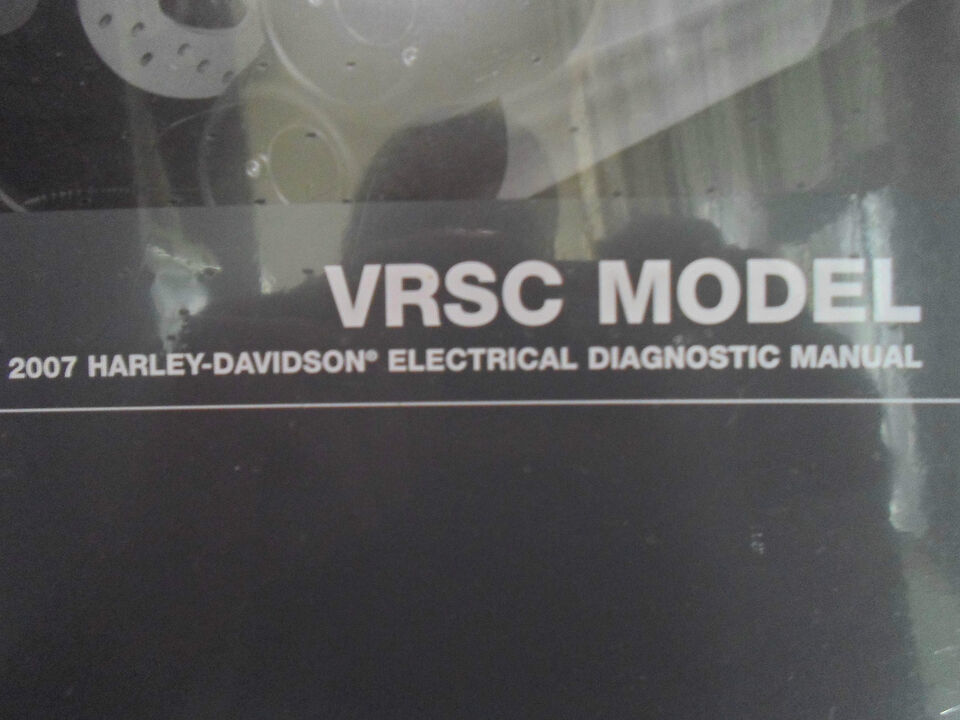 VRSC MODEL
2007 HARLEY-DAVIDSON® ELECTRICAL DIAGNOSTIC MANUAL